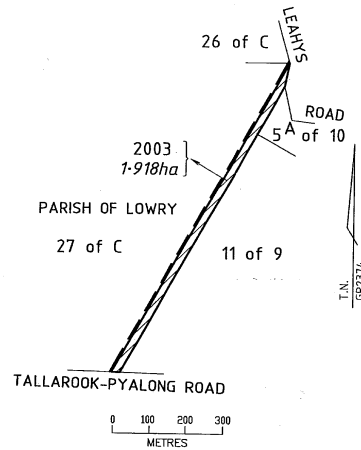 LEAHYS
26 of C
ROAD
5A of 10
2003
1·918ha
PARISH OF LOWRY
27 of C
11 of 9
T.N.
TALLAROOK-PYALONG ROAD
0 100 200 300
METRES